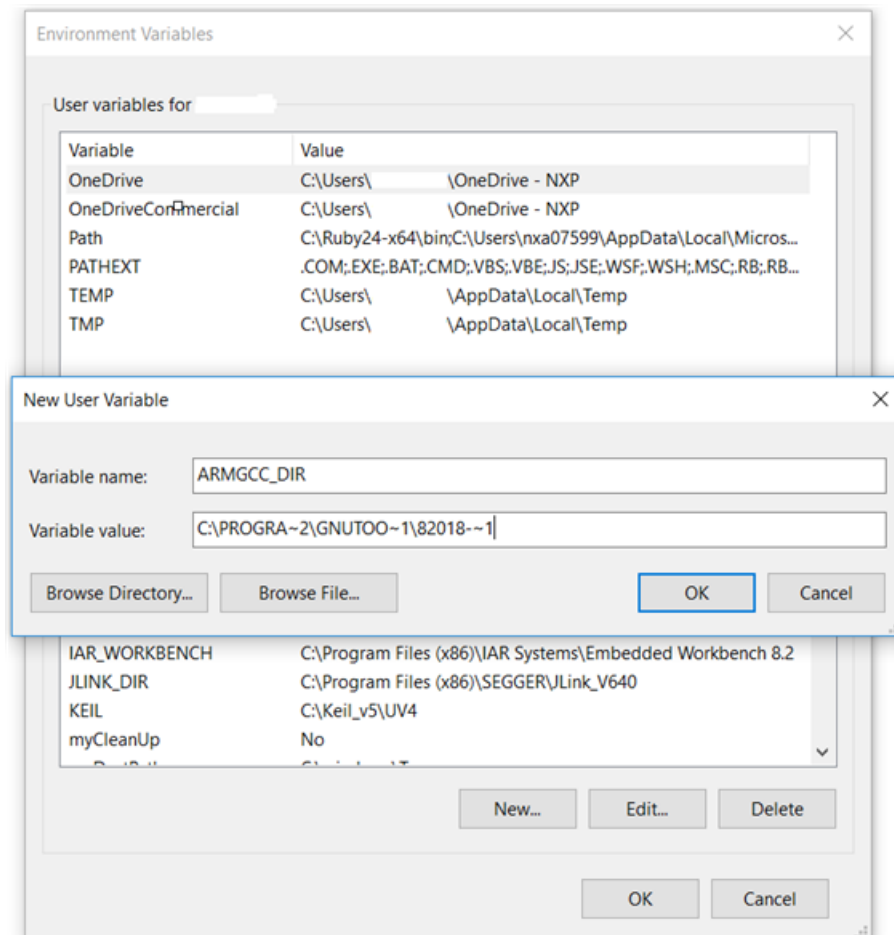 Environment Variables
User variables for
Variable Value
OneDrive C:\Users\ \OneDrive - NXP
OneDriveCommercial C:\Users\ \OneDrive - NXP
Path C:\Ruby24-x64\bin;C:\Users\nxa07599\AppData\Local\Micros...
PATHEXT .COM;.EXE;.BAT;.CMD;.VBS;.VBE;.JS;.JSE;.WSF;.WSH;.MSC;.RB;.RB...
TEMP C:\Users\ \AppData\Local\Temp
TMP C:\Users\ \AppData\Local\Temp
New User Variable
Variable name: ARMGCC_DIR
Variable value: C:\PROGRA~2\GNUTOO~1\82018-~1
Browse Directory... Browse File... OK Cancel
IAR_WORKBENCH C:\Program Files (x86)\IAR Systems\Embedded Workbench 8.2
JLINK_DIR C:\Program Files (x86)\SEGGER\JLink_V640
KEIL C:\Keil_v5\UV4
myCleanUp No
New... Edit... Delete
OK Cancel